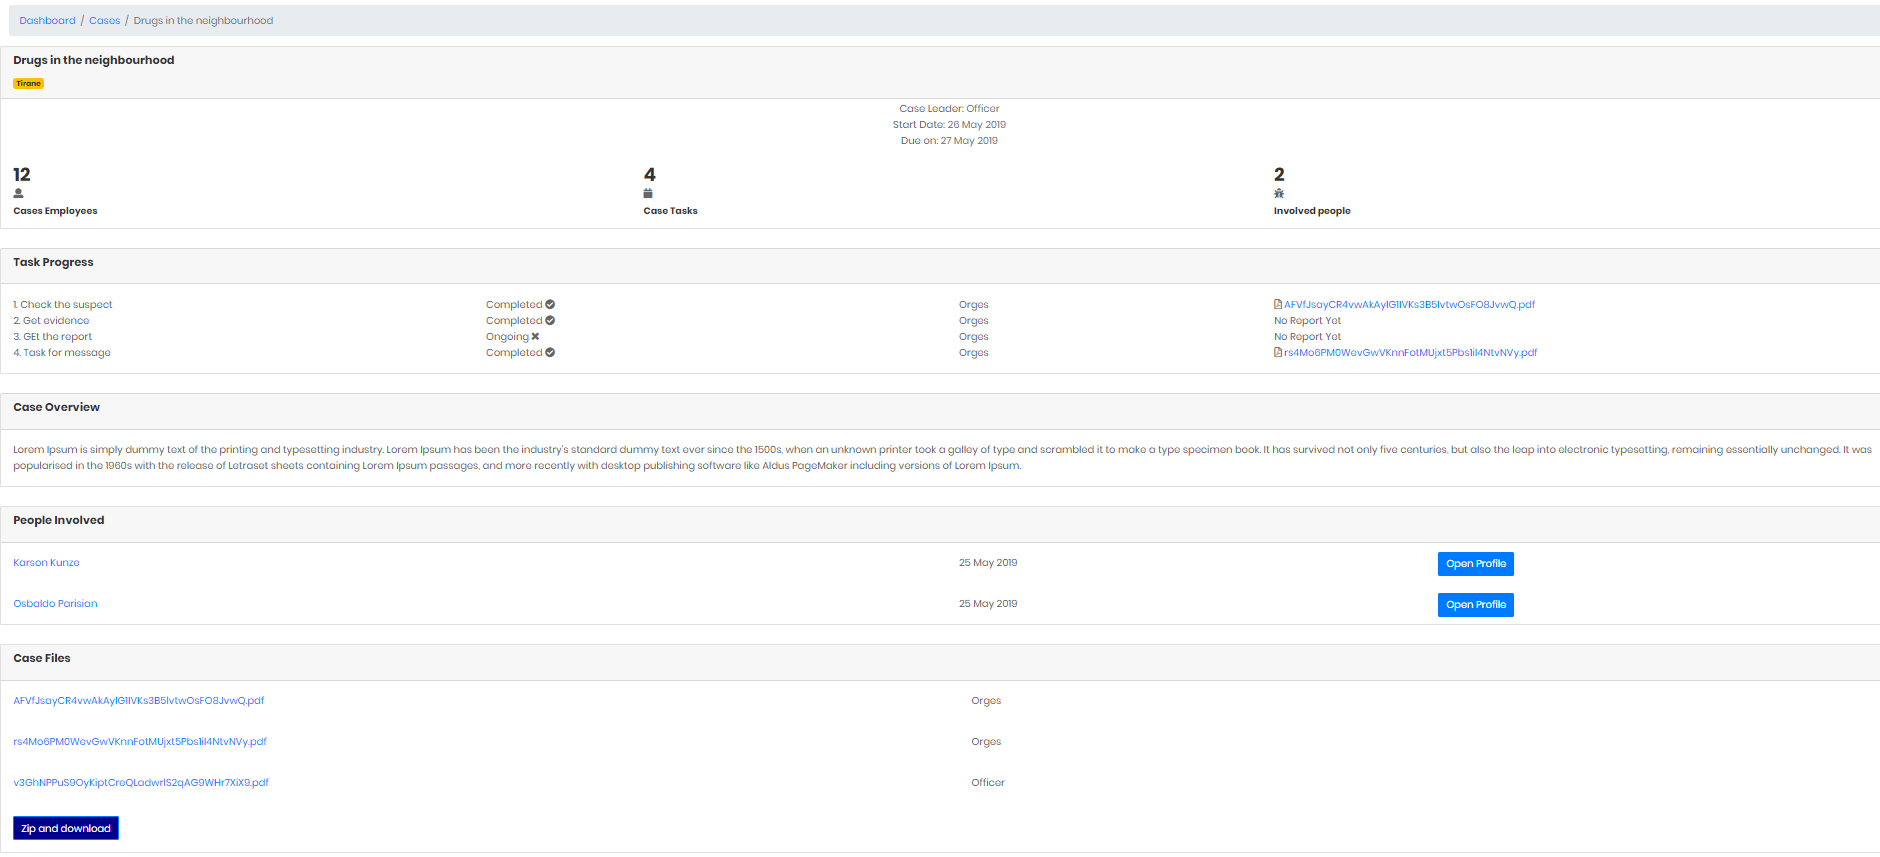 Dashboard / Cases / Drugs in the neighbourhood
Drugs in the neighbourhood
Tirane
Case Leader: Officer
Start Date: 26 May 2019
Due on: 27 May 2019
12 4 2
Cases Employees Case Tasks Involved people
Task Progress
1. Check the suspect Completed Orges AFVfJsayCR4vwAkAylG1IVKs3B5lvtwOsFO8JvwQ.pdf
2. Get evidence Completed Orges No Report Yet
3. GEt the report Ongoing Orges No Report Yet
4. Task for message Completed Orges rs4Mo6PM0WevGwVKnnFotMUjxt5Pbs1il4NtvNVy.pdf
Case Overview
Lorem Ipsum is simply dummy text of the printing and typesetting industry. Lorem Ipsum has been the industry's standard dummy text ever since the 1500s, when an unknown printer took a galley of type and scrambled it to make a type specimen book. It has survived not only five centuries, but also the leap into electronic typesetting, remaining essentially unchanged. It was
popularised in the 1960s with the release of Letraset sheets containing Lorem Ipsum passages, and more recently with desktop publishing software like Aldus PageMaker including versions of Lorem Ipsum.
People Involved
Karson Kunze 25 May 2019 Open Profile
Osbaldo Parisian 25 May 2019 Open Profile
Case Files
AFVfJsayCR4vwAkAylG1IVKs3B5lvtwOsFO8JvwQ.pdf Orges
rs4Mo6PM0WevGwVKnnFotMUjxt5Pbs1il4NtvNVy.pdf Orges
v3GhNPPuS9OyKiptCreQLadwrlS2qAG9WHr7XiX9.pdf Officer
Zip and download